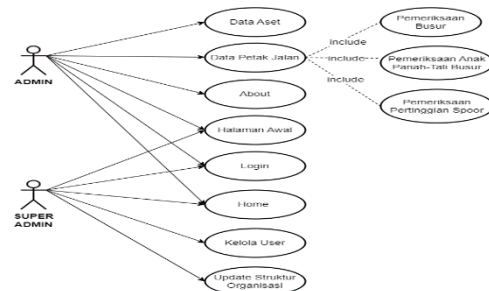 Data Aset
Pemeriksaan
Busur
include
ADMIN
Data Petak Jalan
include
Pemeriksaan Anak
Panah-Tali Busur
include
About
Pemeriksaan
Pertinggian Spoor
Halaman Awal
Login
SUPER
ADMIN
Home
Kelola User
Update Struktur
Organisasi